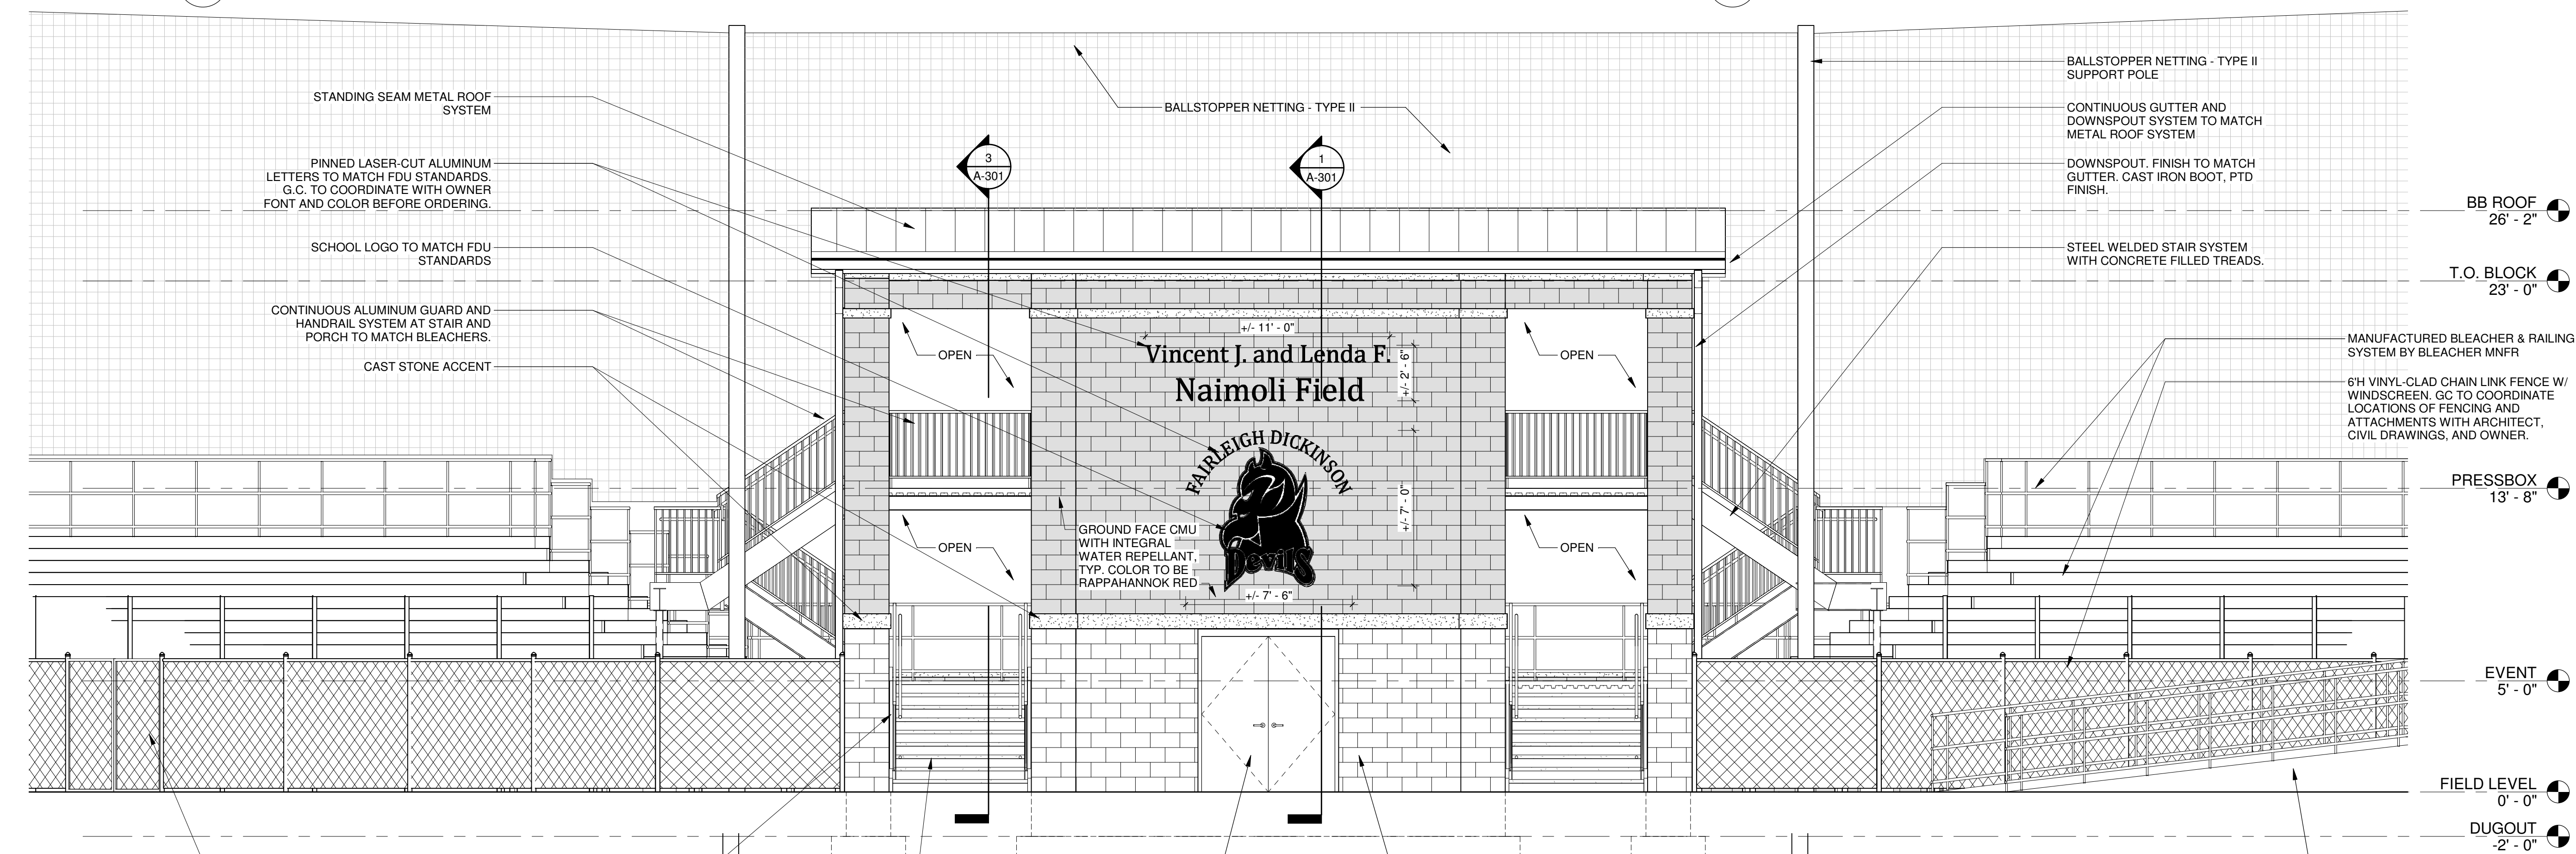 STANDING SEAM METAL ROOF
SYSTEM
PINNED LASER-CUT ALUMINUM
LETTERS TO MATCH FDU STANDARDS.
G.C. TO COORDINATE WITH OWNER
FONT AND COLOR BEFORE ORDERING.
SCHOOL LOGO TO MATCH FDU
STANDARDS
CONTINUOUS ALUMINUM GUARD AND
HANDRAIL SYSTEM AT STAIR AND
PORCH TO MATCH BLEACHERS.
CAST STONE ACCENT
BALLSTOPPER NETTING - TYPE II
3
A-301
1
A-301
+/- 11' - 0"
Vincent J. and Lenda F.
Naimoli Field
+/- 2' - 6"
OPEN
OPEN
FAIRLEIGH DICKINSON
Devils
+/- 7' - 0"
+/- 7' - 6"
GROUND FACE CMU
WITH INTEGRAL
WATER REPELLANT,
TYP. COLOR TO BE
RAPPAHANNOK RED
OPEN
OPEN
BALLSTOPPER NETTING - TYPE II
SUPPORT POLE
CONTINUOUS GUTTER AND
DOWNSPOUT SYSTEM TO MATCH
METAL ROOF SYSTEM
DOWNSPOUT. FINISH TO MATCH
GUTTER. CAST IRON BOOT, PTD
FINISH.
STEEL WELDED STAIR SYSTEM
WITH CONCRETE FILLED TREADS.
MANUFACTURED BLEACHER & RAILING
SYSTEM BY BLEACHER MNFR
6'H VINYL-CLAD CHAIN LINK FENCE W/
WINDSCREEN. GC TO COORDINATE
LOCATIONS OF FENCING AND
ATTACHMENTS WITH ARCHITECT,
CIVIL DRAWINGS, AND OWNER.
BB ROOF
26' - 2"
T.O. BLOCK
23' - 0"
PRESSBOX
13' - 8"
EVENT
5' - 0"
FIELD LEVEL
0' - 0"
DUGOUT
-2' - 0"